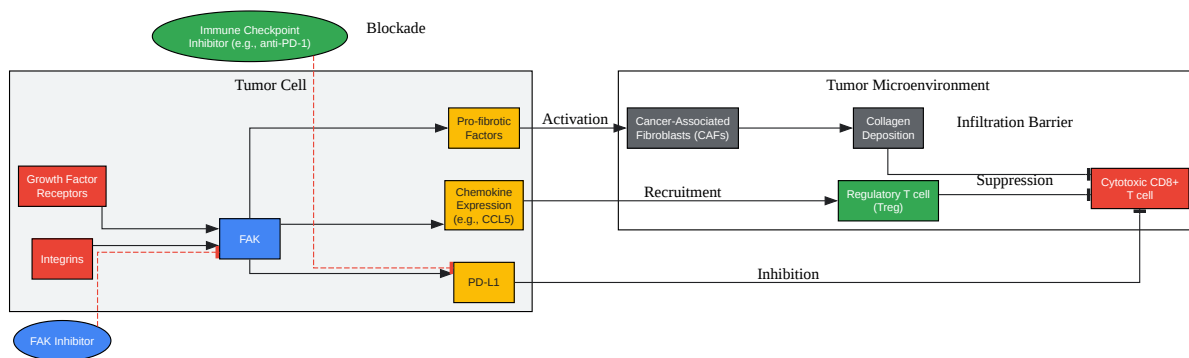 Immune Checkpoint
Inhibitor (e.g., anti-PD-1)
Blockade
Tumor Cell
Tumor Microenvironment
Pro-fibrotic
Factors
Activation
Cancer-Associated
Fibroblasts (CAFs)
Collagen
Deposition
Infiltration Barrier
Growth Factor
Receptors
Chemokine
Expression
(e.g., CCL5)
Recruitment
Regulatory T cell
(Treg)
Suppression
Cytotoxic CD8+
T cell
FAK
Integrins
PD-L1
Inhibition
FAK Inhibitor